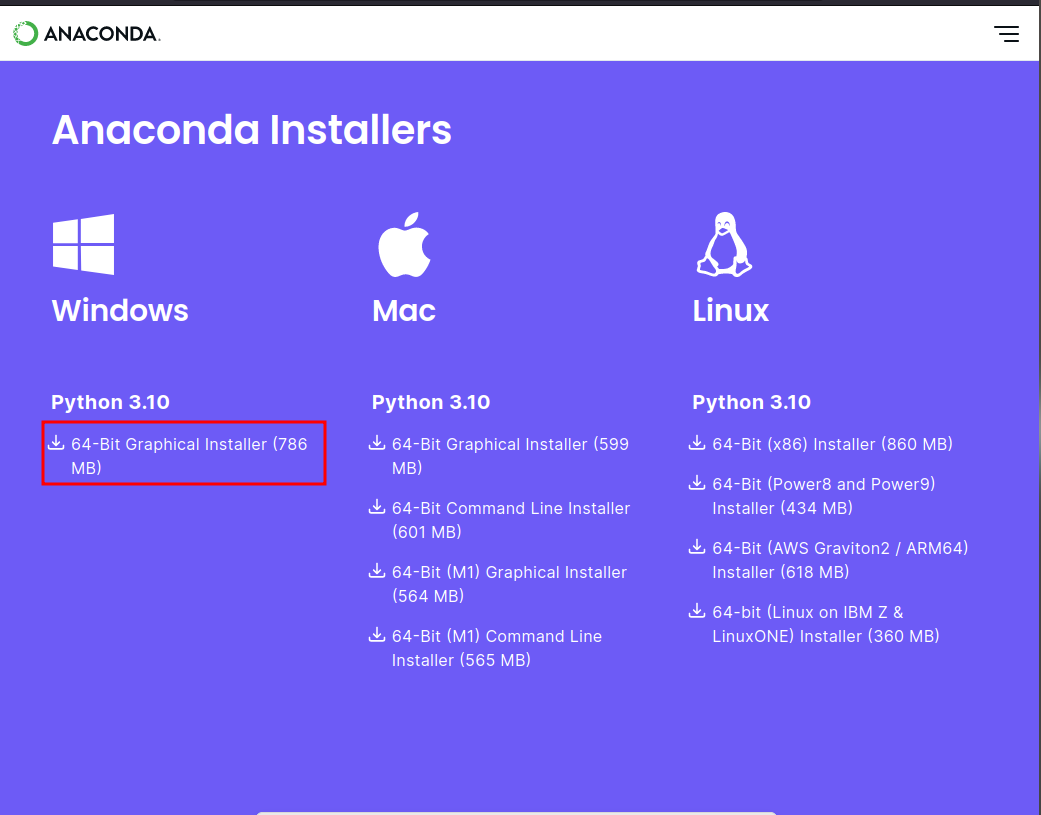 ANACONDA.
Anaconda Installers
Windows
Python 3.10
64-Bit Graphical Installer (786
MB)
Mac
Python 3.10
64-Bit Graphical Installer (599
MB)
64-Bit Command Line Installer
(601 MB)
64-Bit (M1) Graphical Installer
(564 MB)
64-Bit (M1) Command Line
Installer (565 MB)
Linux
Python 3.10
64-Bit (x86) Installer (860 MB)
64-Bit (Power8 and Power9)
Installer (434 MB)
64-Bit (AWS Graviton2 / ARM64)
Installer (618 MB)
64-bit (Linux on IBM Z &
LinuxONE) Installer (360 MB)